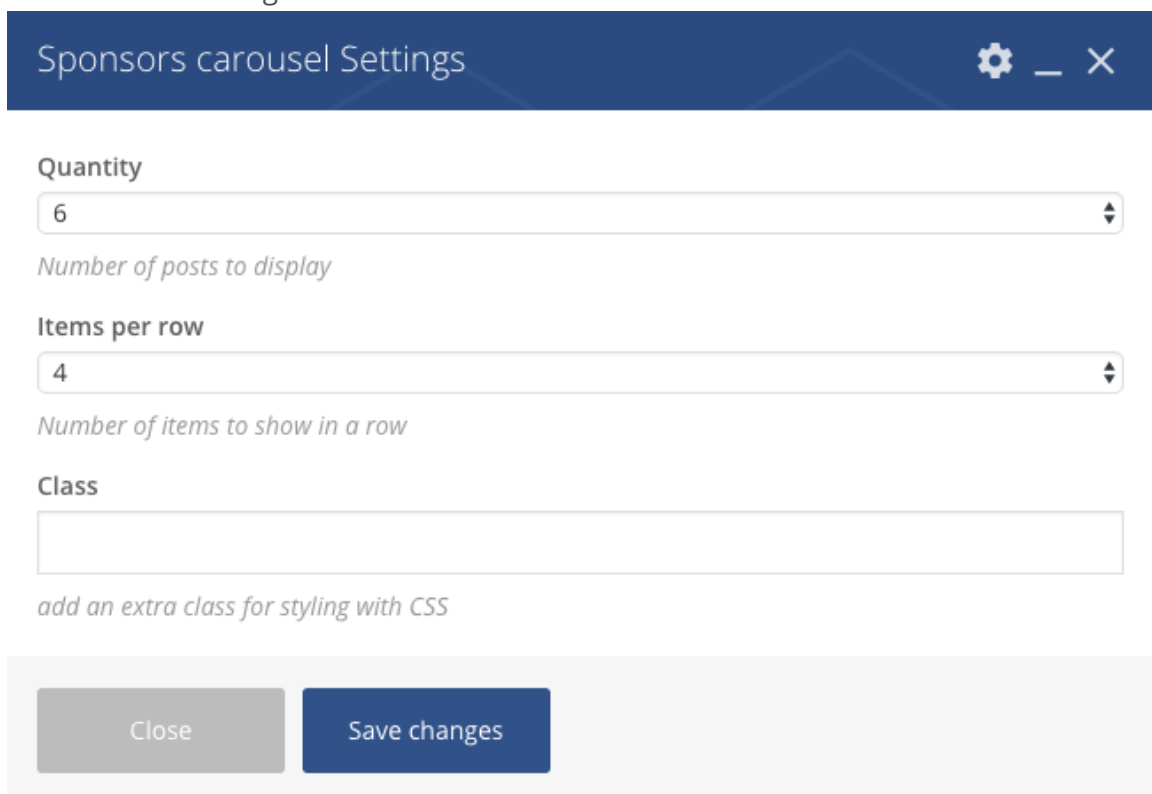 Sponsors carousel Settings
Quantity
6
Number of posts to display
Items per row
4
Number of items to show in a row
Class
add an extra class for styling with CSS
Close
Save changes